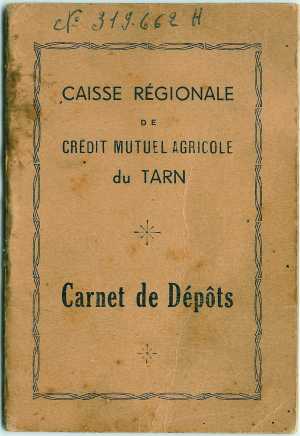 N° 319.662 H
CAISSE RÉGIONALE
DE
CRÉDIT MUTUEL AGRICOLE
du TARN
Carnet de Dépôts